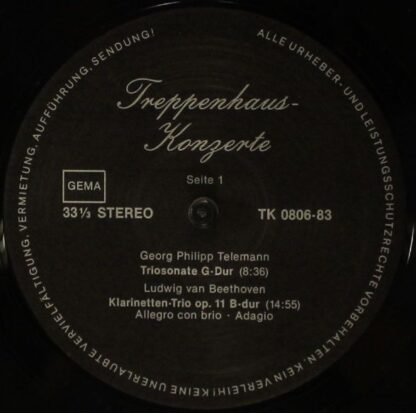 Treppenhaus-
Konzerte
Seite 1
GEMA
33⅓ STEREO
TK 0806-83
Georg Philipp Telemann
Triosonate G-Dur (8:36)
Ludwig van Beethoven
Klarinetten-Trio op. 11 B-dur (14:55)
Allegro con brio · Adagio
ALLE URHEBER- UND LEISTUNGSSCHUTZRECHTE VORBEHALTEN. KEIN VERLEIH! KEINE UNERLAUBTE VERVIELFÄLTIGUNG, VERMIETUNG, AUFFÜHRUNG, SENDUNG!